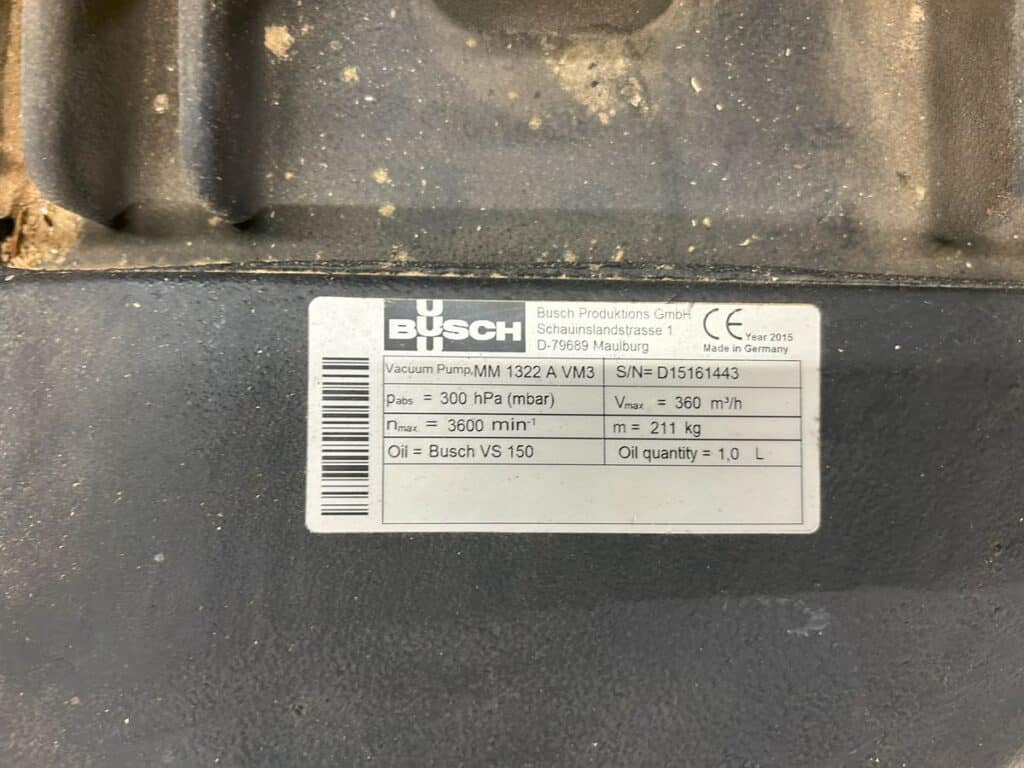 BUSCH
Busch Produktions GmbH
Schauinslandstrasse 1
D-79689 Maulburg
CE Year 2015
Made in Germany
Vacuum Pump MM 1322 A VM3 S/N= D15161443
Pabs = 300 hPa (mbar) Vmax = 360 m³/h
nmax = 3600 min-¹ m = 211 kg
Oil = Busch VS 150 Oil quantity = 1,0 L